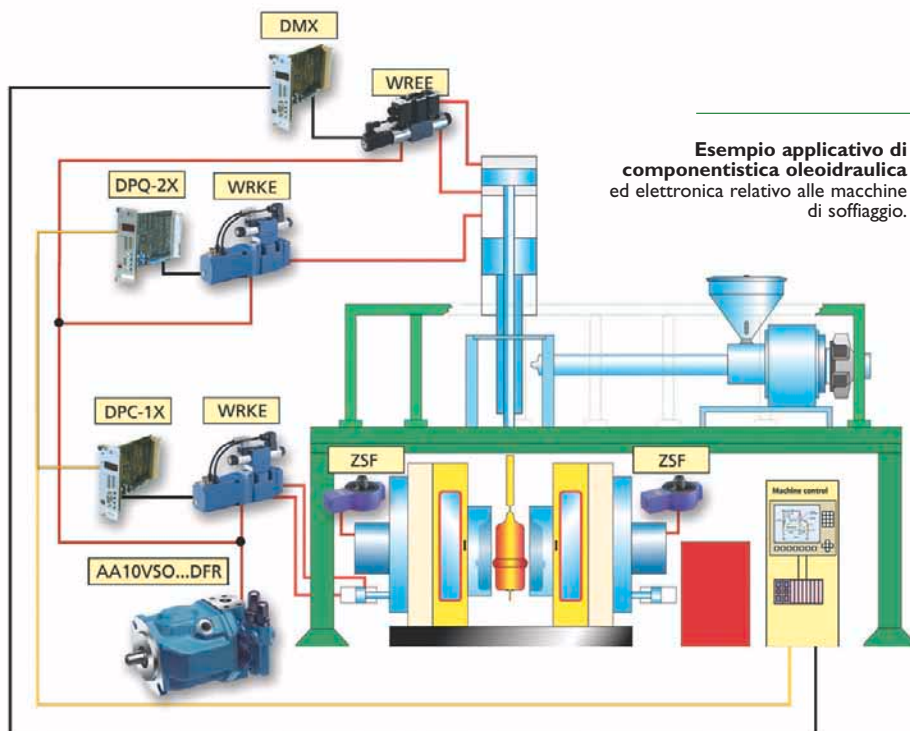 DMX
WREE
Esempio applicativo di
componentistica oleoidraulica
ed elettronica relativo alle macchine
di soffiaggio.
DPQ-2X
WRKE
DPC-1X
WRKE
ZSF
ZSF
Machine control
AA10VSO...DFR